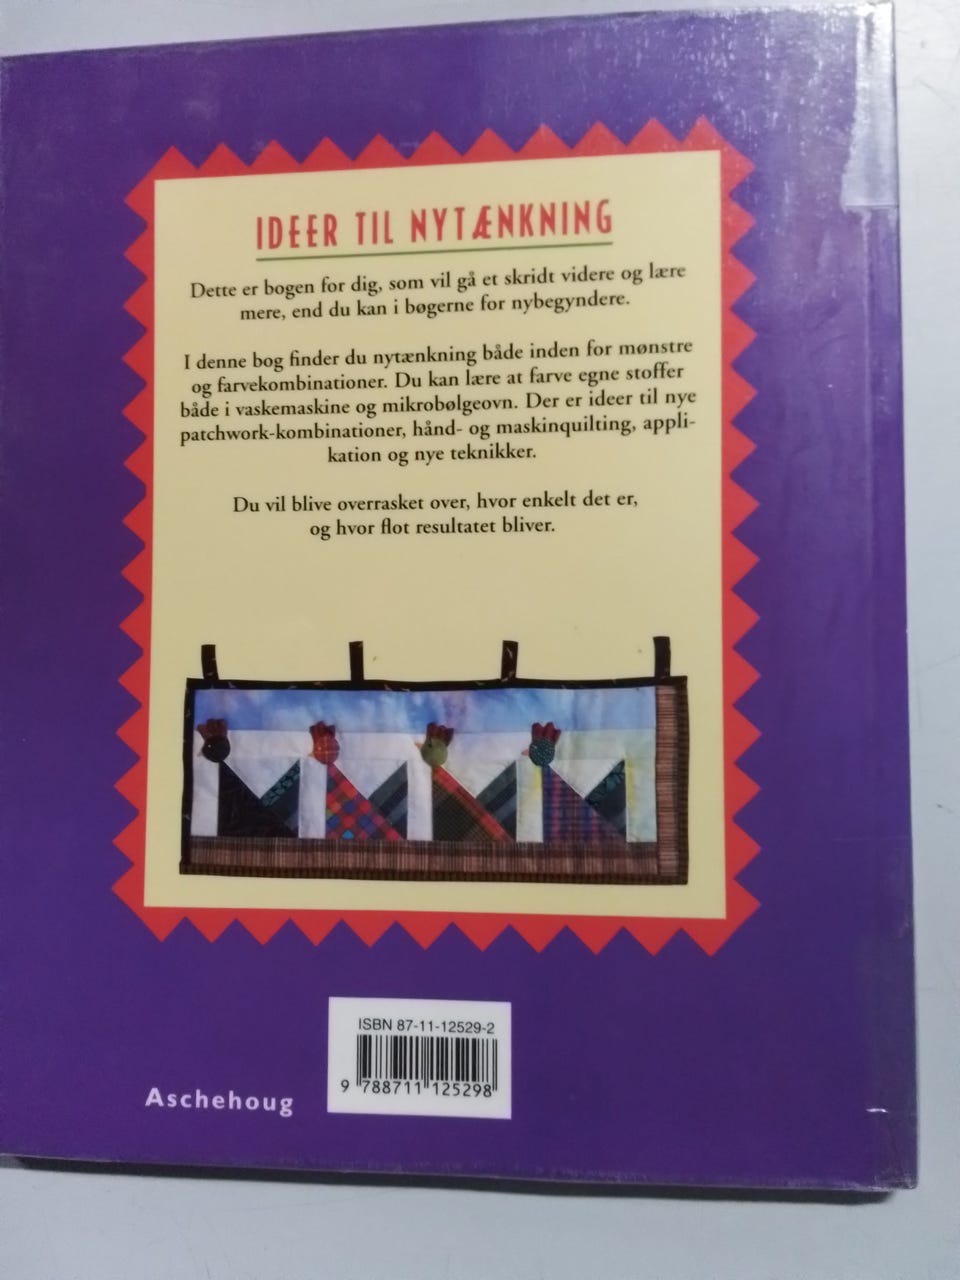 IDEER TIL NYTÆNKNING
Dette er bogen for dig, som vil gå et skridt videre og lære
mere, end du kan i bøgerne for nybegyndere.
I denne bog finder du nytænkning både inden for mønstre
og farvekombinationer. Du kan lære at farve egne stoffer
både i vaskemaskine og mikrobølgeovn. Der er ideer til nye
patchwork-kombinationer, hånd- og maskinquilting, appli-
kation og nye teknikker.
Du vil blive overrasket over, hvor enkelt det er,
og hvor flot resultatet bliver.
ISBN 87-11-12529-2
9 788711 125298
Aschehoug